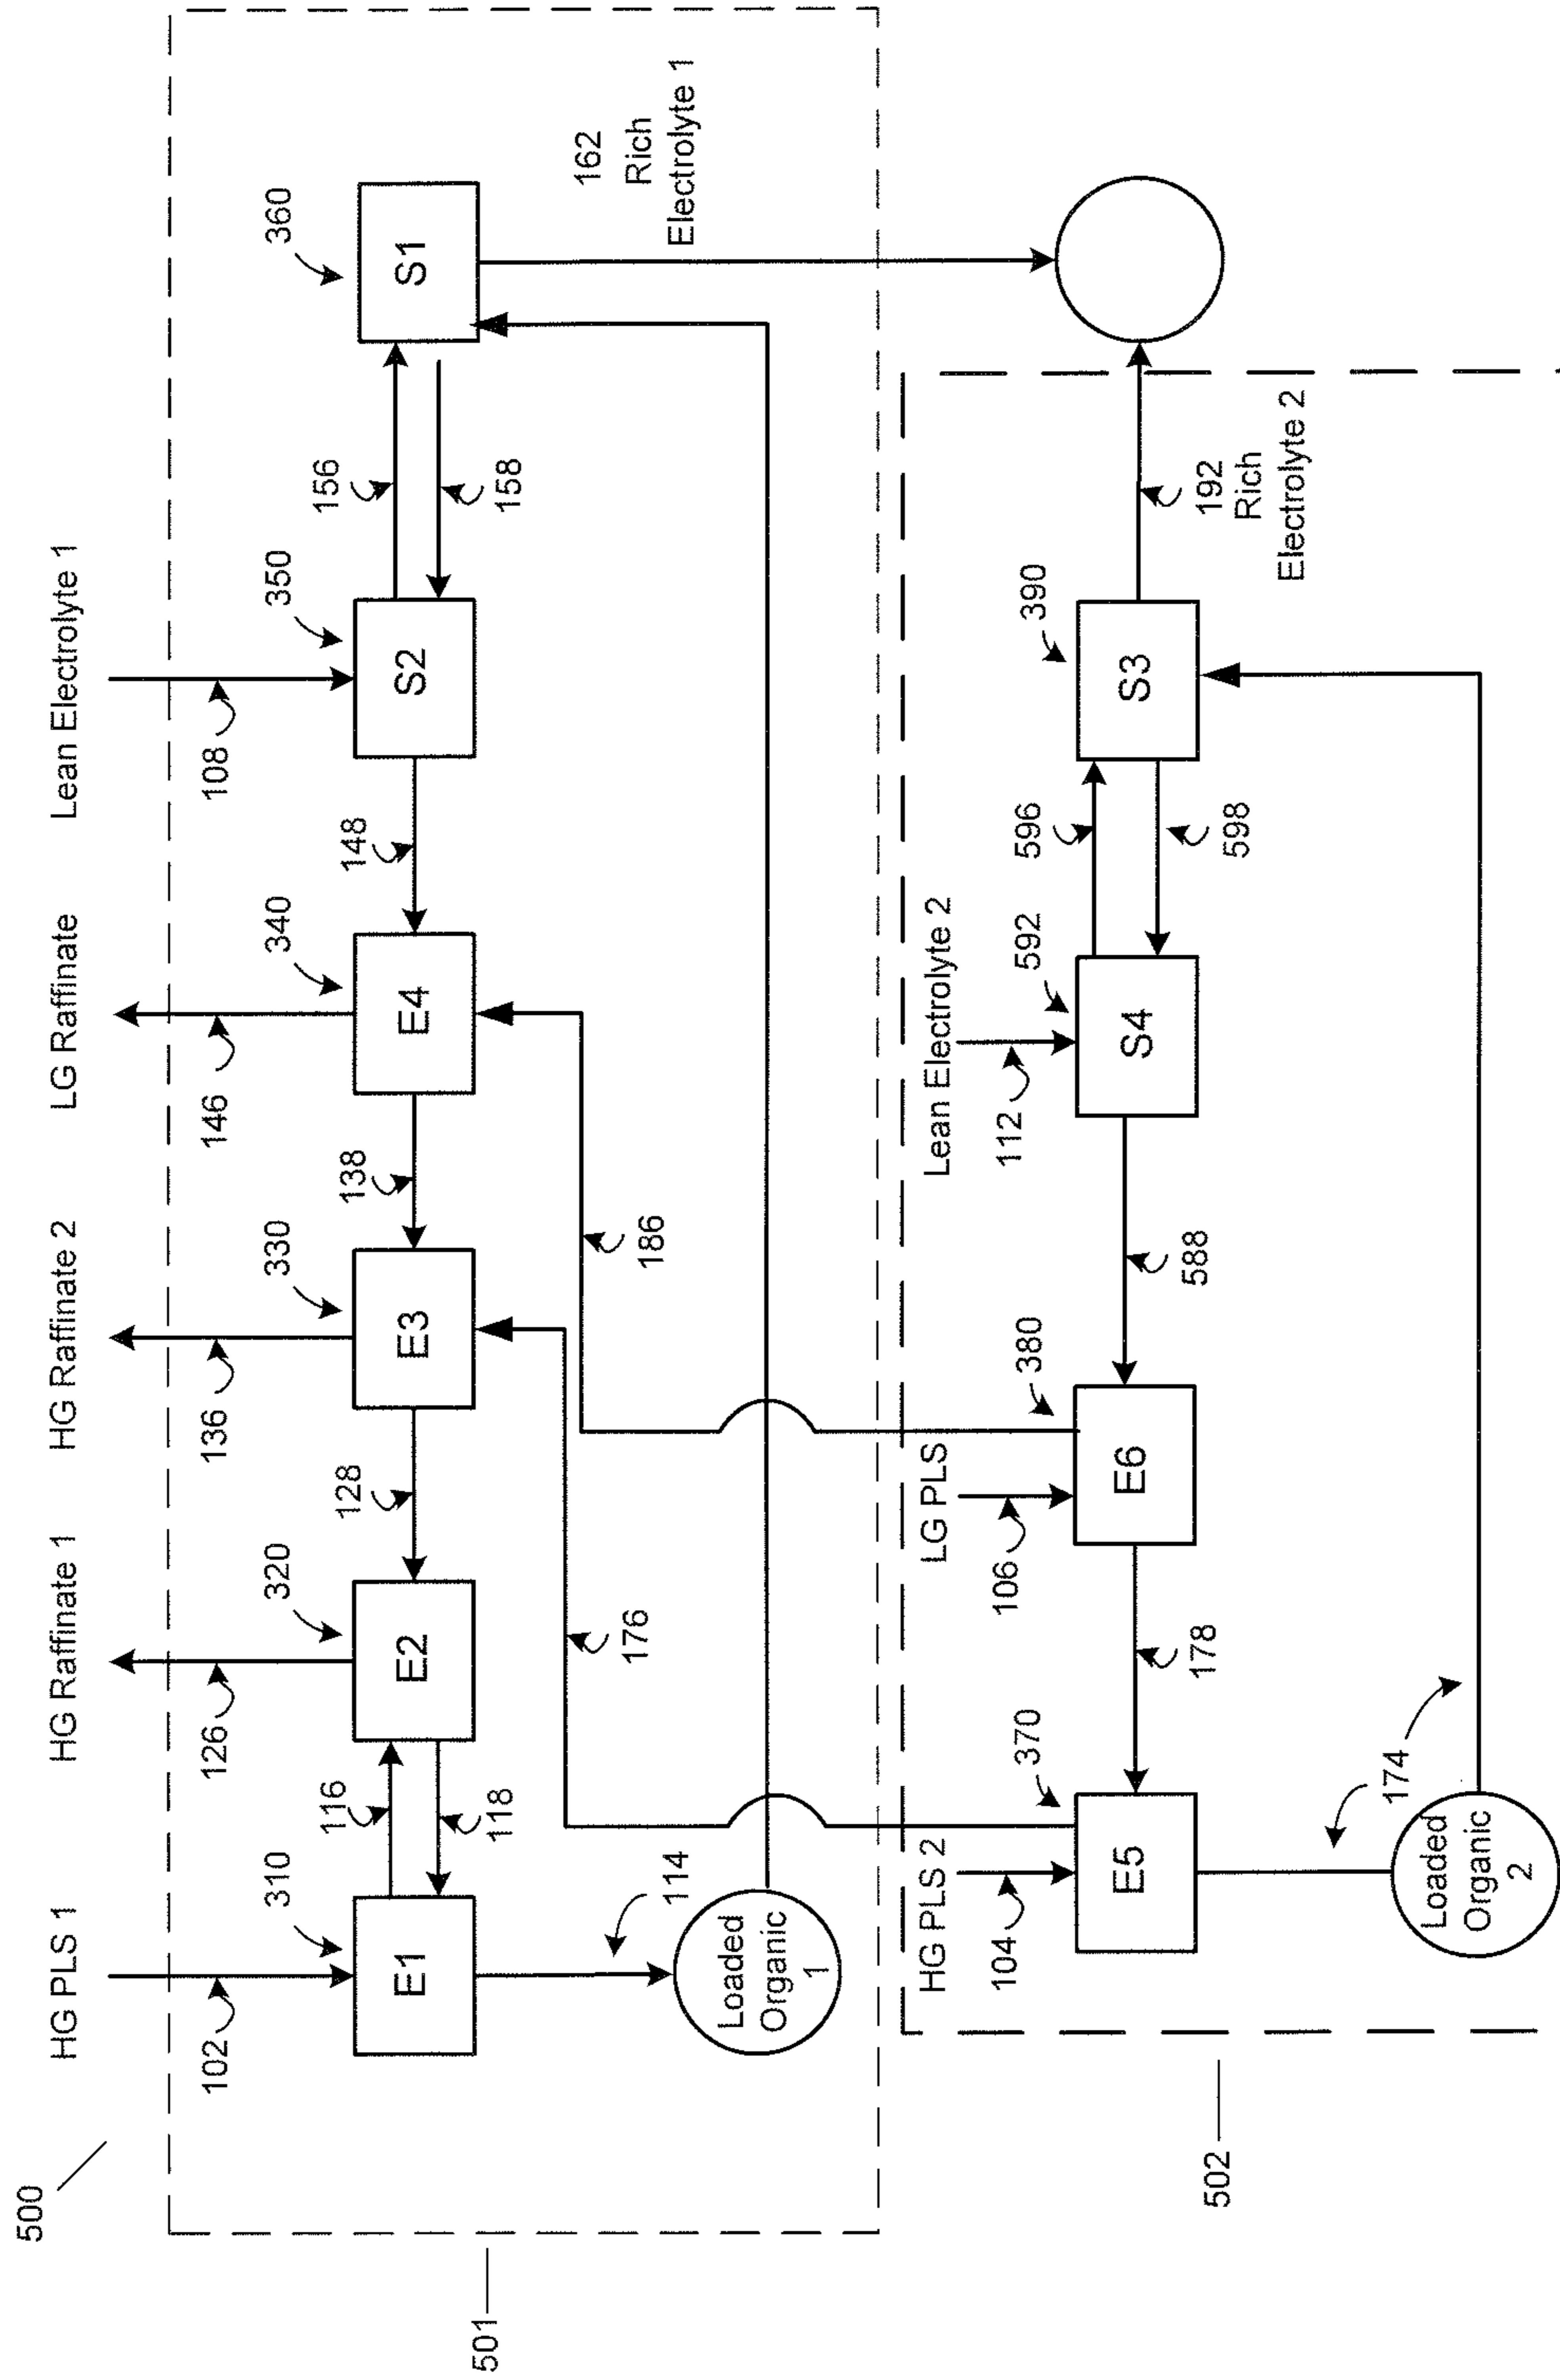 500
HG PLS 1
HG Raffinate 1
HG Raffinate 2
LG Raffinate
Lean Electrolyte 1
102
126
136
146
108
310
320
330
340
350
360
E1
116
118
E2
128
E3
138
E4
148
S2
156
158
S1
162
Rich
Electrolyte 1
114
176
186
Loaded
Organic
1
501
HG PLS 2
LG PLS
Lean Electrolyte 2
104
106
112
370
380
592
390
E5
178
E6
588
S4
596
598
S3
192
Rich
Electrolyte 2
502
174
Loaded
Organic
2